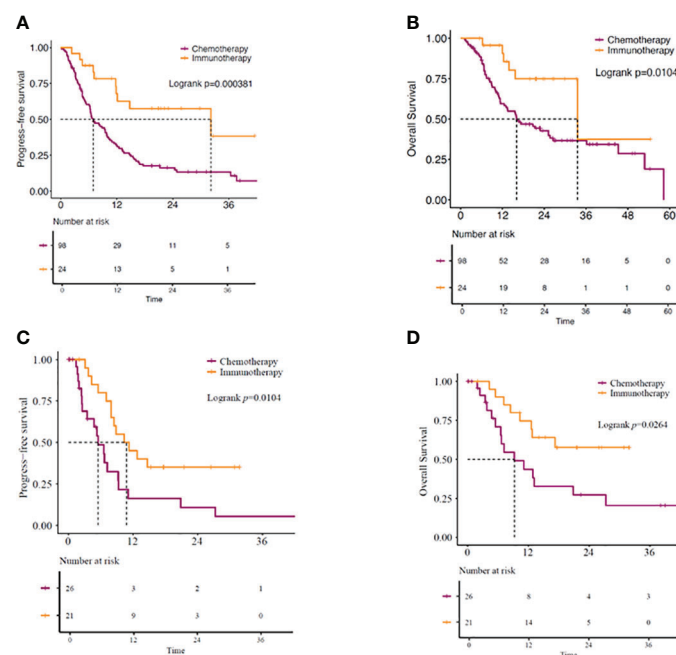 A
1.00
0.75
0.50
0.25
0.00
Progress-free survival
Chemotherapy
Immunotherapy
Logrank p=0.000381
0 12 24 36
Number at risk
98 29 11 5
24 13 5 1
0 12 24 36
Time
B
1.00
0.75
0.50
0.25
0.00
Overall Survival
Chemotherapy
Immunotherapy
Logrank p=0.0104
0 12 24 36 48 60
Number at risk
98 52 28 16 5 0
24 19 8 1 1 0
0 12 24 36 48 60
Time
C
1.00
0.75
0.50
0.25
0.00
Progress-free survival
Chemotherapy
Immunotherapy
Logrank p=0.0104
0 12 24 36
Number at risk
26 3 2 1
21 9 3 0
0 12 24 36
Time
D
1.00
0.75
0.50
0.25
0.00
Overall Survival
Chemotherapy
Immunotherapy
Logrank p=0.0264
0 12 24 36
Number at risk
26 8 4 3
21 14 5 0
0 12 24 36
Time